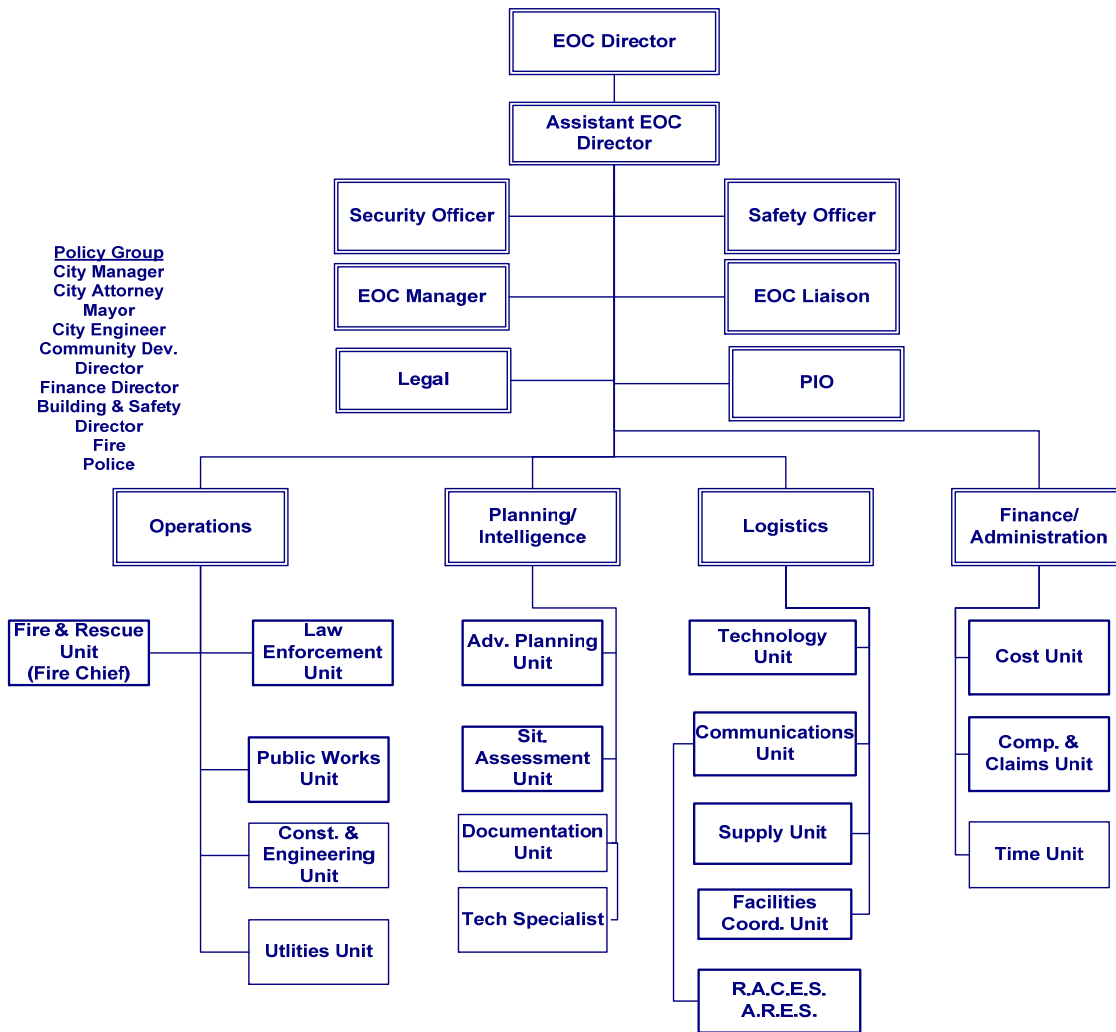 EOC Director
Assistant EOC
Director
Security Officer
Safety Officer
Policy Group
City Manager
City Attorney
Mayor
City Engineer
Community Dev.
Director
Finance Director
Building & Safety
Director
Fire
Police
EOC Manager
EOC Liaison
Legal
PIO
Operations
Planning/
Intelligence
Logistics
Finance/
Administration
Fire & Rescue
Unit
(Fire Chief)
Law
Enforcement
Unit
Public Works
Unit
Const. &
Engineering
Unit
Utlities Unit
Adv. Planning
Unit
Sit.
Assessment
Unit
Documentation
Unit
Tech Specialist
Technology
Unit
Communications
Unit
Supply Unit
Facilities
Coord. Unit
R.A.C.E.S.
A.R.E.S.
Cost Unit
Comp. &
Claims Unit
Time Unit